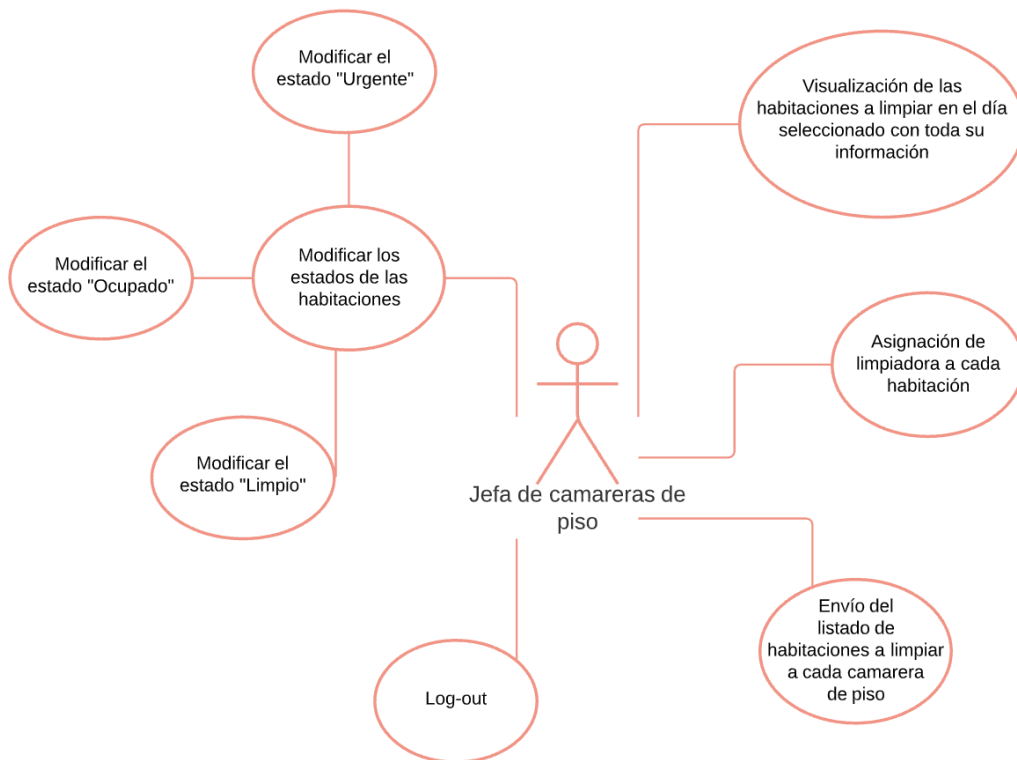 Modificar el
estado "Urgente"
Visualización de las
habitaciones a limpiar en el día
seleccionado con toda su
información
Modificar el
estado "Ocupado"
Modificar los
estados de las
habitaciones
Asignación de
limpiadora a cada
habitación
Modificar el
estado "Limpio"
Jefa de camareras de
piso
Envío del
listado de
habitaciones a limpiar
a cada camarera
de piso
Log-out